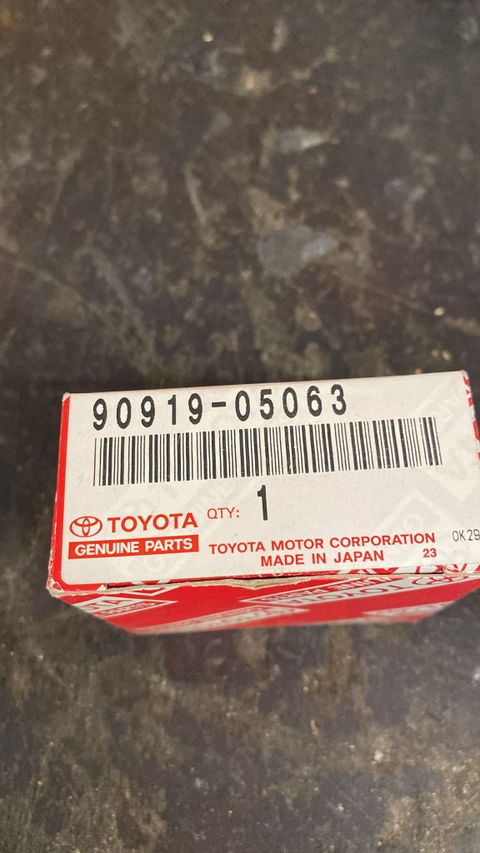 90919-05063
TOYOTA QTY: 1
GENUINE PARTS
TOYOTA MOTOR CORPORATION
MADE IN JAPAN 23
0K29